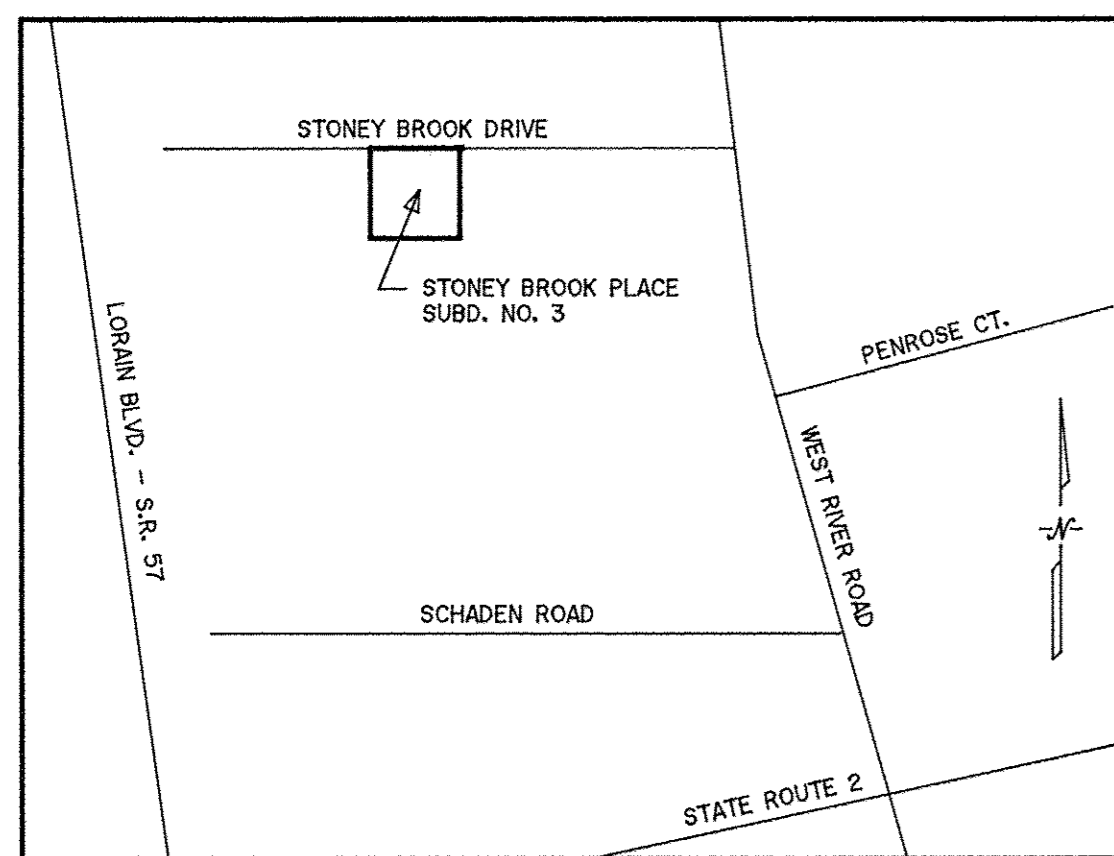 STONEY BROOK DRIVE
STONEY BROOK PLACE
SUBD. NO. 3
LORAIN BLVD. - S.R. 57
PENROSE CT.
WEST RIVER ROAD
-N-
SCHADEN ROAD
STATE ROUTE 2